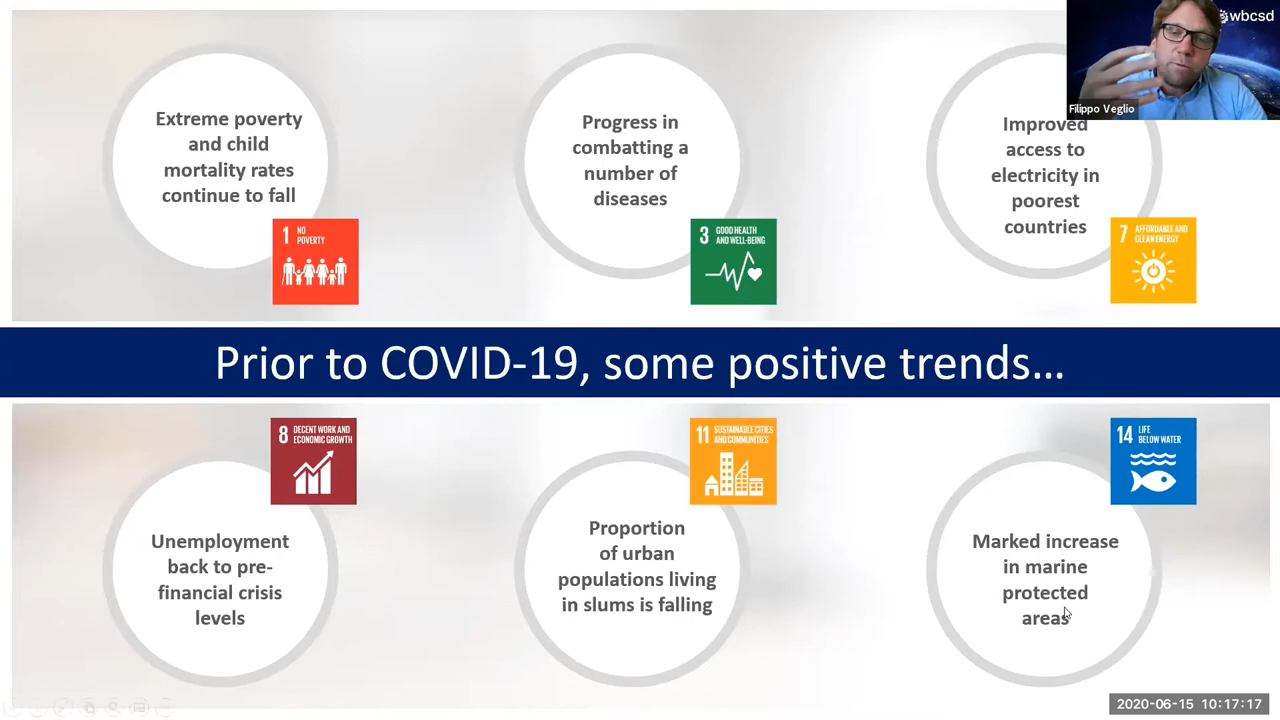 wbcsd
Filippo Veglio
Extreme poverty
and child
mortality rates
continue to fall
1 NO
POVERTY
Progress in
combatting a
number of
diseases
3 GOOD HEALTH
AND WELL-BEING
Improved
access to
electricity in
poorest
countries
7 AFFORDABLE AND
CLEAN ENERGY
Prior to COVID-19, some positive trends...
8 DECENT WORK AND
ECONOMIC GROWTH
Unemployment
back to pre-
financial crisis
levels
11 SUSTAINABLE CITIES
AND COMMUNITIES
Proportion
of urban
populations living
in slums is falling
14 LIFE
BELOW WATER
Marked increase
in marine
protected
areas
2020-06-15 10:17:17